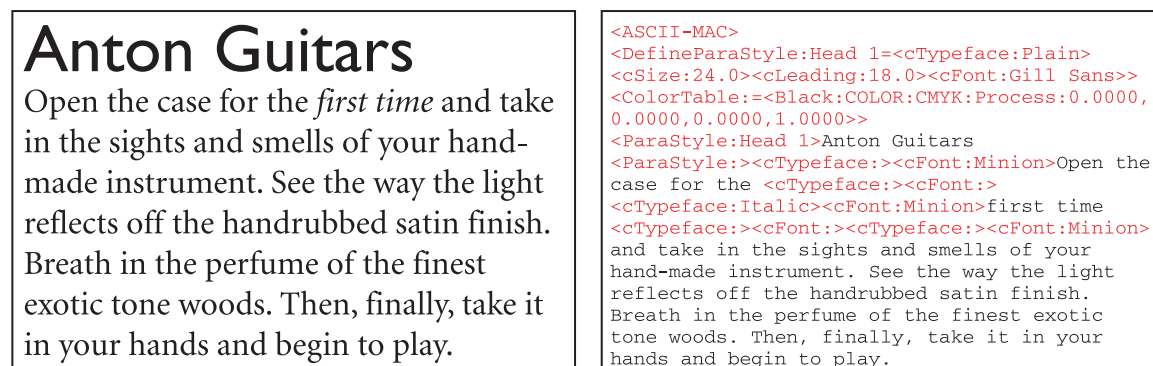 Anton Guitars
Open the case for the first time and take
in the sights and smells of your hand-
made instrument. See the way the light
reflects off the handrubbed satin finish.
Breath in the perfume of the finest
exotic tone woods. Then, finally, take it
in your hands and begin to play.
<ASCII-MAC>
<DefineParaStyle:Head 1=<cTypeface:Plain>
<cSize:24.0><cLeading:18.0><cFont:Gill Sans>>
<ColorTable:=<Black:COLOR:CMYK:Process:0.0000,
0.0000,0.0000,1.0000>>
<ParaStyle:Head 1>Anton Guitars
<ParaStyle:><cTypeface:><cFont:Minion>Open the
case for the <cTypeface:><cFont:>
<cTypeface:Italic><cFont:Minion>first time
<cTypeface:><cFont:><cTypeface:><cFont:Minion>
and take in the sights and smells of your
hand-made instrument. See the way the light
reflects off the handrubbed satin finish.
Breath in the perfume of the finest exotic
tone woods. Then, finally, take it in your
hands and begin to play.